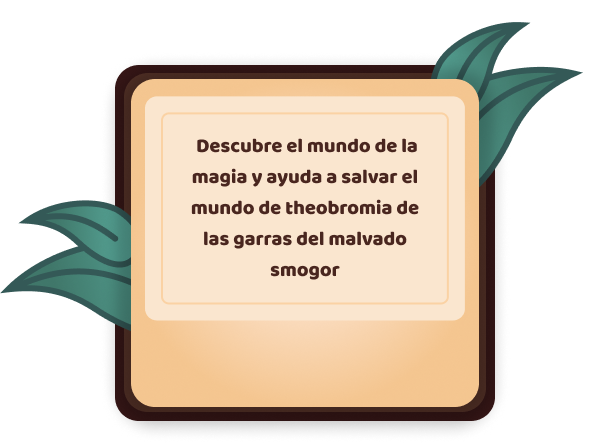 Descubre el mundo de la
magia y ayuda a salvar el
mundo de theobromia de
las garras del malvado
smogor